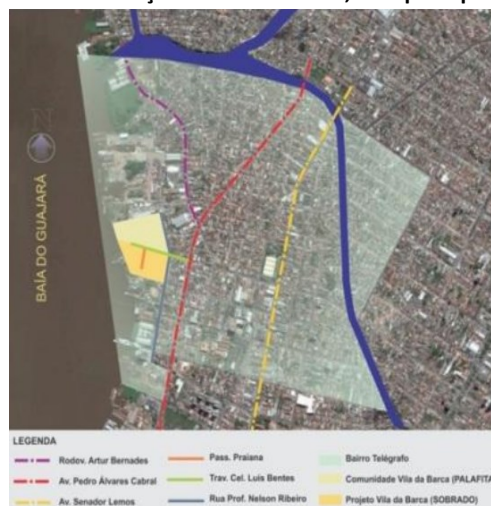 BAÍA DO GUAJARÁ
N
LEGENDA
Rodov. Artur Bernades
Av. Pedro Álvares Cabral
Av. Senador Lemos
Pass. Praiana
Trav. Cel. Luis Bentes
Rua Prof. Nelson Ribeiro
Bairro Telégrafo
Comunidade Vila da Barca (PALAFITA
Projeto Vila da Barca (SOBRADO)